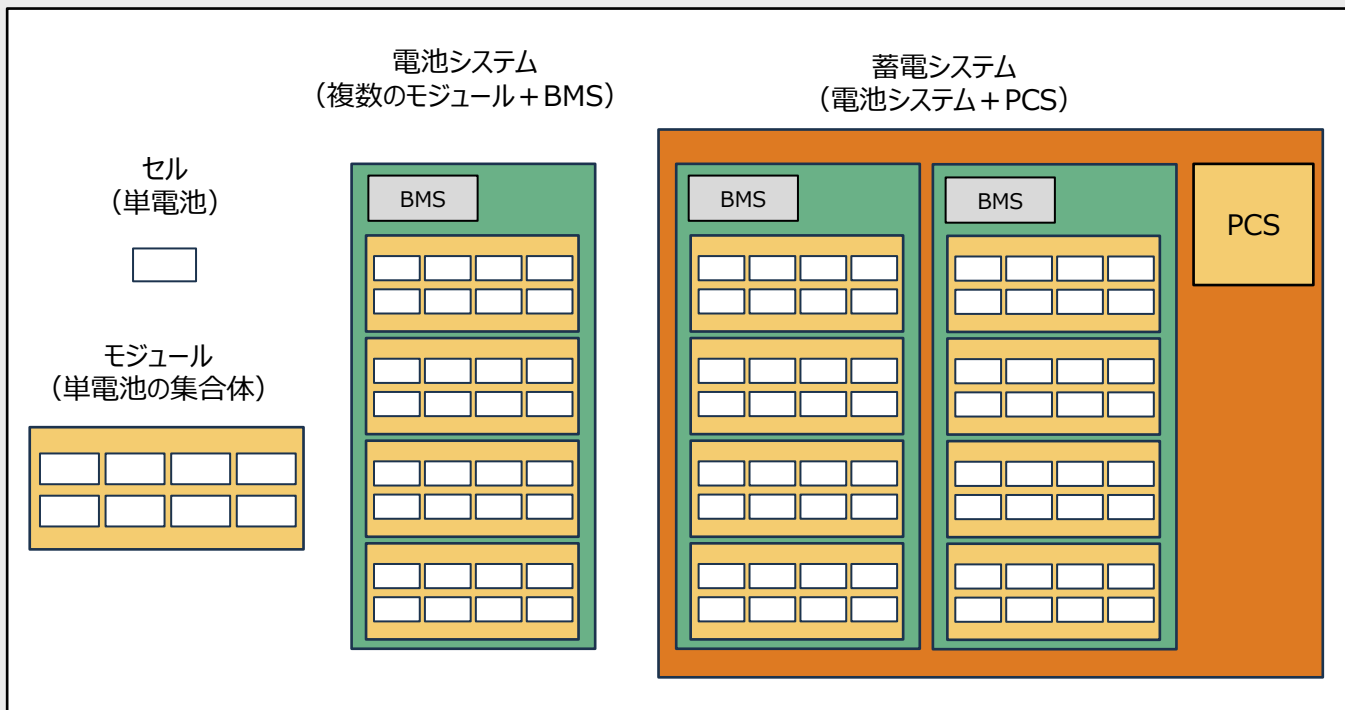 電池システム
（複数のモジュール＋BMS）
蓄電システム
（電池システム＋PCS）
セル
（単電池）
モジュール
（単電池の集合体）
BMS
BMS
BMS
PCS